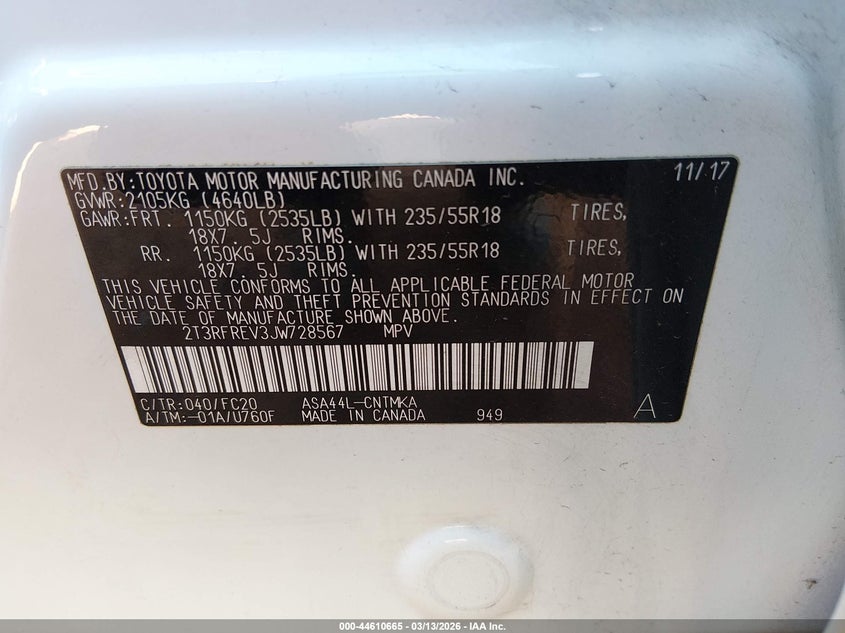 MFD.BY:TOYOTA MOTOR MANUFACTURING CANADA INC. 11/17
GVWR:2105KG (4640LB)
GAWR:FRT. 1150KG (2535LB) WITH 235/55R18 TIRES,
18X7.5J RIMS.
RR. 1150KG (2535LB) WITH 235/55R18 TIRES,
18X7.5J RIMS.
THIS VEHICLE CONFORMS TO ALL APPLICABLE FEDERAL MOTOR
VEHICLE SAFETY AND THEFT PREVENTION STANDARDS IN EFFECT ON
THE DATE OF MANUFACTURE SHOWN ABOVE.
2T3RFREV3JW728567 MPV
C/TR:040/FC20 ASA44L-CNTMKA
A/TM:-01A/U760F MADE IN CANADA 949 A
000-44610665 — 03/13/2026 — IAA Inc.